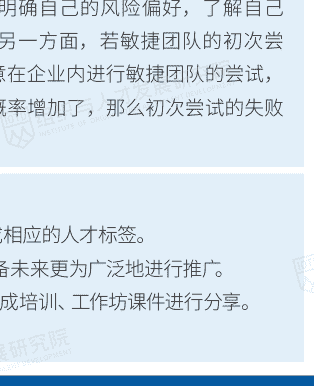 明确自己的风险偏好，了解自己
另一方面，若敏捷团队的初次尝
在企业内进行敏捷团队的尝试，
率增加了，那么初次尝试的失败
相应的人才标签。
备未来更为广泛地进行推广。
成培训、工作坊课件进行分享。